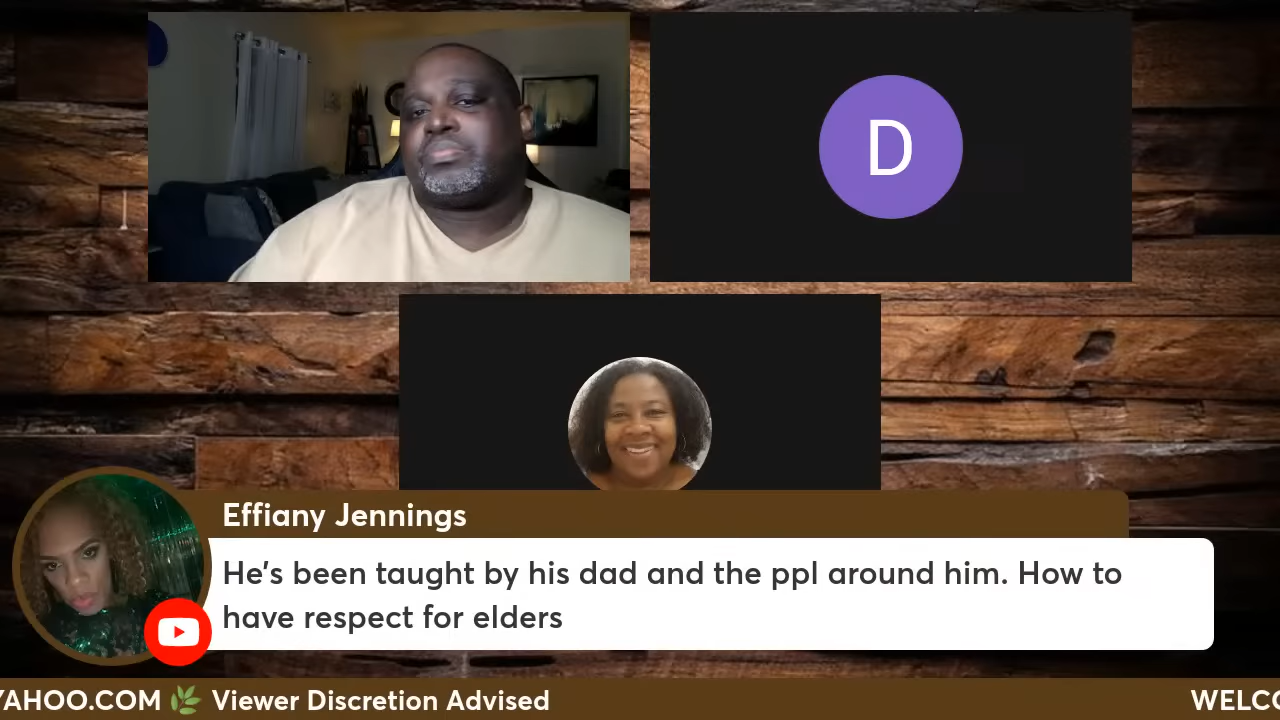 D
Effiany Jennings
He's been taught by his dad and the ppl around him. How to
have respect for elders
YAHOO.COM 🌿 Viewer Discretion Advised
WELCO